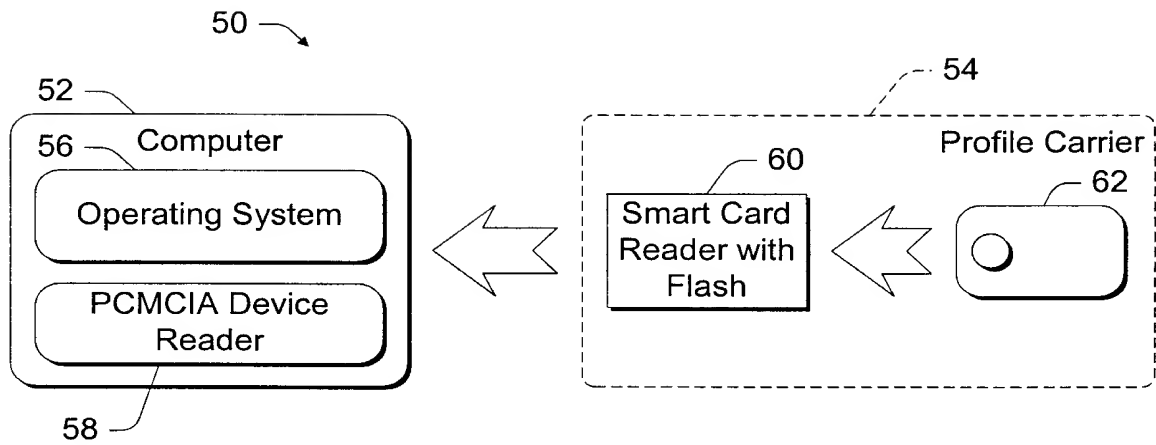 50
52
Computer
56
Operating System
PCMCIA Device
Reader
58
54
Profile Carrier
60
62
Smart Card
Reader with
Flash